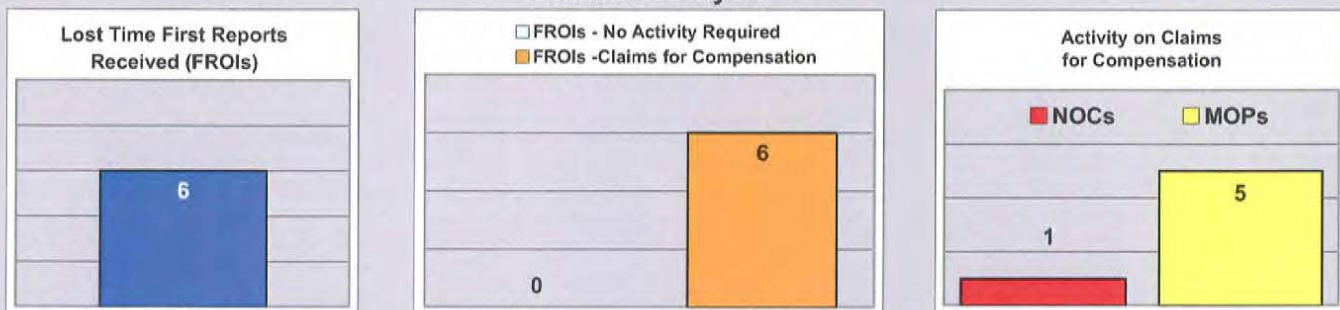 Lost Time First Reports
Received (FROIs)
6
FROIs - No Activity Required
FROIs -Claims for Compensation
0
6
Activity on Claims
for Compensation
NOCs
MOPs
1
5